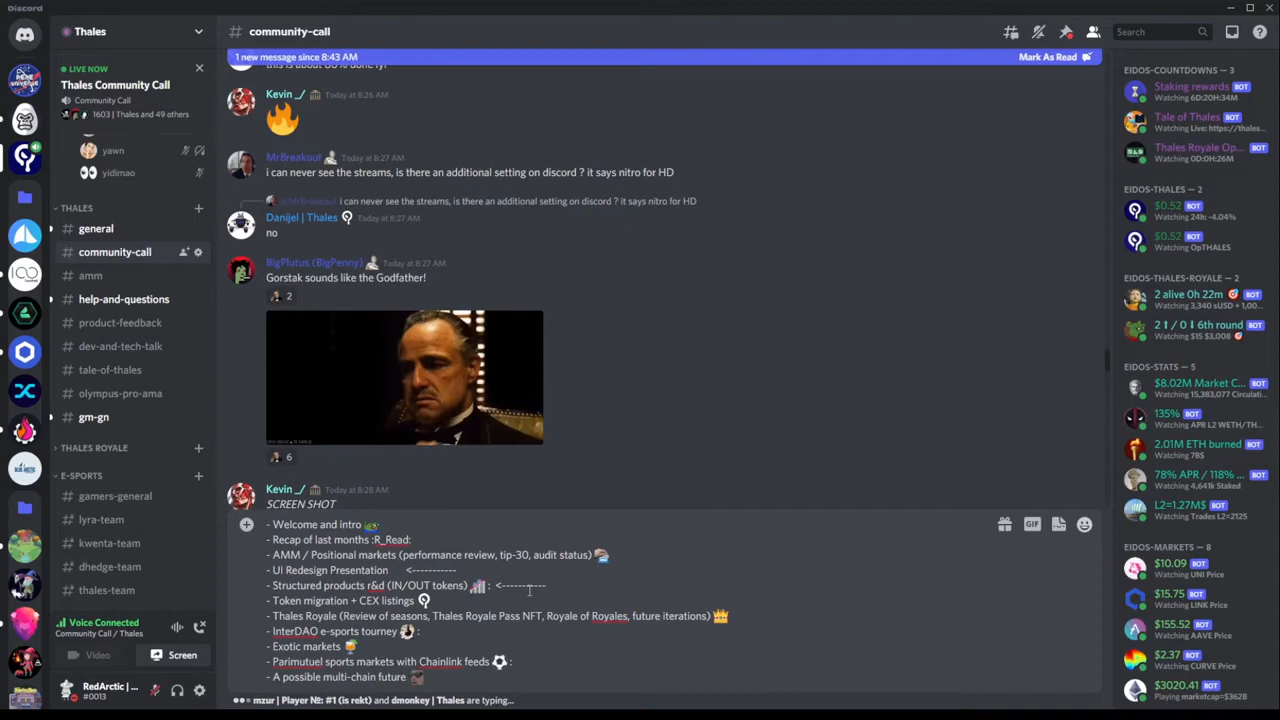 Discord
Thales
# community-call
Search
LIVE NOW
Thales Community Call
Community Call
1603 | Thales and 49 others
yawn
yidimao
THALES
general
community-call
amm
help-and-questions
product-feedback
dev-and-tech-talk
tale-of-thales
olympus-pro-ama
gm-gn
THALES ROYALE
E-SPORTS
gamers-general
lyra-team
kwenta-team
dhedge-team
thales-team
Voice Connected
Community Call / Thales
Video
Screen
RedArctic | ...
#0013
1 new message since 8:43 AM
Mark As Read
Kevin _/ Today at 8:26 AM
MrBreakout Today at 8:27 AM
i can never see the streams, is there an additional setting on discord ? it says nitro for HD
@MrBreakout i can never see the streams, is there an additional setting on discord ? it says nitro for HD
Danijel | Thales Today at 8:27 AM
no
BigPlutus (BigPenny) Today at 8:27 AM
Gorstak sounds like the Godfather!
2
6
Kevin _/ Today at 8:28 AM
SCREEN SHOT
- Welcome and intro
- Recap of last months :R_Read:
- AMM / Positional markets (performance review, tip-30, audit status)
- UI Redesign Presentation <-----------
- Structured products r&d (IN/OUT tokens) : <-----------
- Token migration + CEX listings
- Thales Royale (Review of seasons, Thales Royale Pass NFT, Royale of Royales, future iterations)
- InterDAO e-sports tourney :
- Exotic markets
- Parimutuel sports markets with Chainlink feeds :
- A possible multi-chain future
GIF
mzur | Player №: #1 (is rekt) and dmonkey | Thales are typing...
EIDOS-COUNTDOWNS — 3
Staking rewards BOT
Watching 6D:20H:34M
Tale of Thales BOT
Watching Live: https://thales...
Thales Royale Op... BOT
Watching 0D:0H:26M
EIDOS-THALES — 2
$0.52 BOT
Watching 24h: -4.04%
$0.52 BOT
Watching OpTHALES
EIDOS-THALES-ROYALE — 2
2 alive 0h 22m BOT
Watching 3,340 sUSD + 1,00...
2 ⬆ / 0 ⬇ 6th round BOT
Watching $15 $3,008
EIDOS-STATS — 5
$8.02M Market C... BOT
Watching 15,383,077 Circulati...
135% BOT
Watching APR L2 WETH/TH...
2.01M ETH burned BOT
Watching 7B$
78% APR / 118% ... BOT
Watching 4,641k Staked
L2=1.27M$ BOT
Watching Trades L2=2125
EIDOS-MARKETS — 8
$10.09 BOT
Watching UNI Price
$15.75 BOT
Watching LINK Price
$155.52 BOT
Watching AAVE Price
$2.37 BOT
Watching CURVE Price
$3020.41 BOT
Playing marketcap=$362B